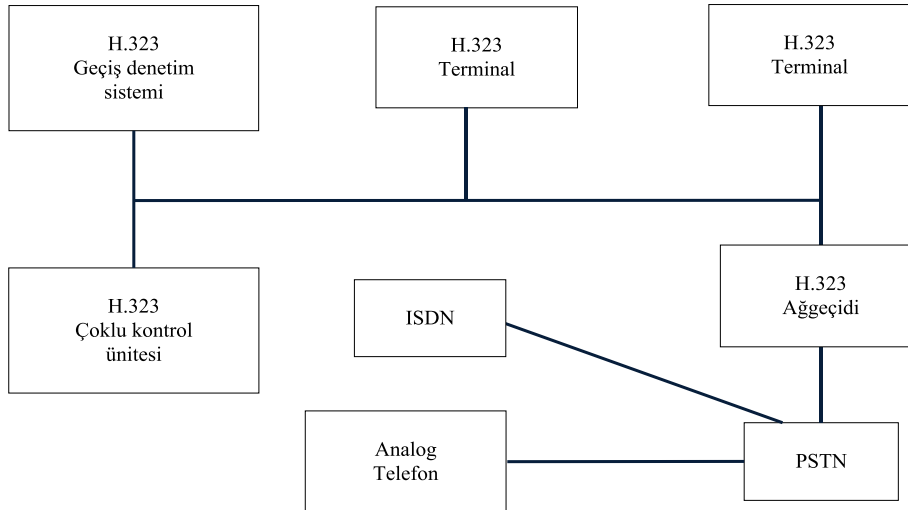 H.323
Geçiş denetim
sistemi
H.323
Terminal
H.323
Terminal
H.323
Çoklu kontrol
ünitesi
ISDN
H.323
Ağgeçidi
Analog
Telefon
PSTN